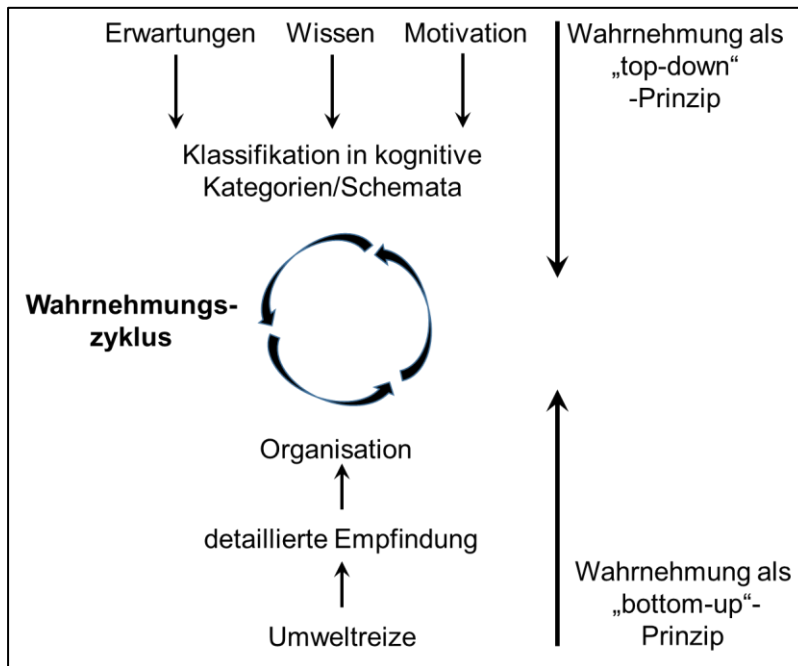 Erwartungen Wissen Motivation
Wahrnehmung als
„top-down“
-Prinzip
Klassifikation in kognitive
Kategorien/Schemata
Wahrnehmungs-
zyklus
Organisation
detaillierte Empfindung
Umweltreize
Wahrnehmung als
„bottom-up“-
Prinzip